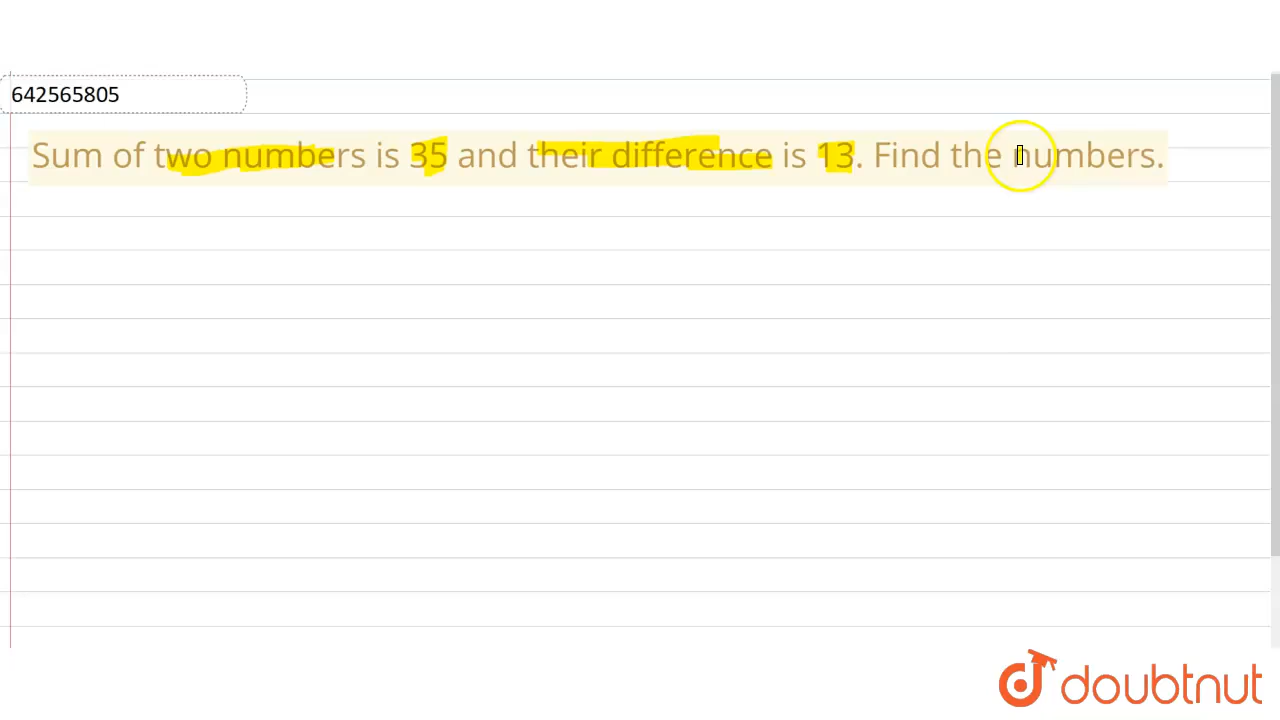 642565805
Sum of two numbers is 35 and their difference is 13. Find the numbers.
doubtnut